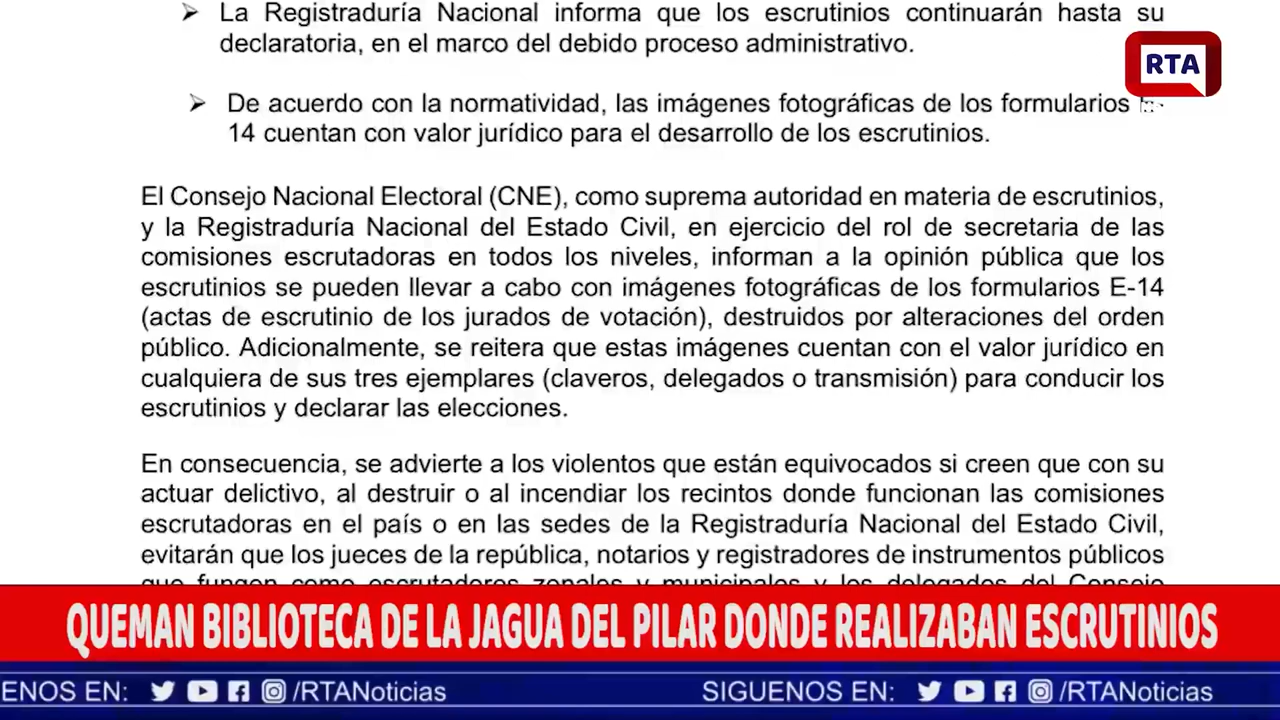 ➢ La Registraduría Nacional informa que los escrutinios continuarán hasta su
declaratoria, en el marco del debido proceso administrativo.
RTA
➢ De acuerdo con la normatividad, las imágenes fotográficas de los formularios E-
14 cuentan con valor jurídico para el desarrollo de los escrutinios.
El Consejo Nacional Electoral (CNE), como suprema autoridad en materia de escrutinios,
y la Registraduría Nacional del Estado Civil, en ejercicio del rol de secretaria de las
comisiones escrutadoras en todos los niveles, informan a la opinión pública que los
escrutinios se pueden llevar a cabo con imágenes fotográficas de los formularios E-14
(actas de escrutinio de los jurados de votación), destruidos por alteraciones del orden
público. Adicionalmente, se reitera que estas imágenes cuentan con el valor jurídico en
cualquiera de sus tres ejemplares (claveros, delegados o transmisión) para conducir los
escrutinios y declarar las elecciones.
En consecuencia, se advierte a los violentos que están equivocados si creen que con su
actuar delictivo, al destruir o al incendiar los recintos donde funcionan las comisiones
escrutadoras en el país o en las sedes de la Registraduría Nacional del Estado Civil,
evitarán que los jueces de la república, notarios y registradores de instrumentos públicos
que fungen como escrutadores zonales y municipales y los delegados del Consejo
QUEMAN BIBLIOTECA DE LA JAGUA DEL PILAR DONDE REALIZABAN ESCRUTINIOS
ENOS EN: /RTANoticias SIGUENOS EN: /RTANoticias